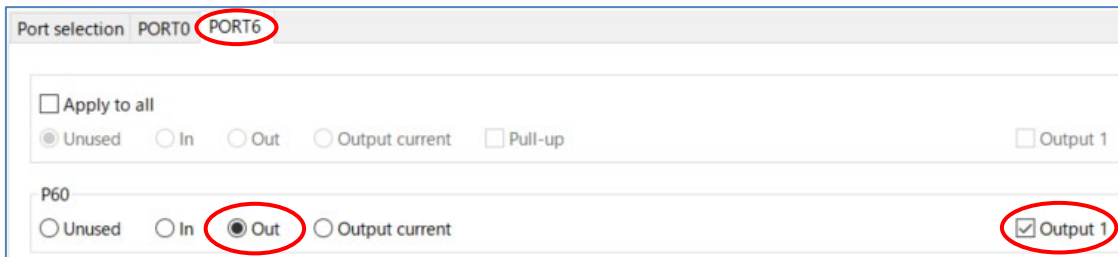 Port selection PORT0 PORT6
Apply to all
Unused In Out Output current Pull-up Output 1
P60
Unused In Out Output current Output 1